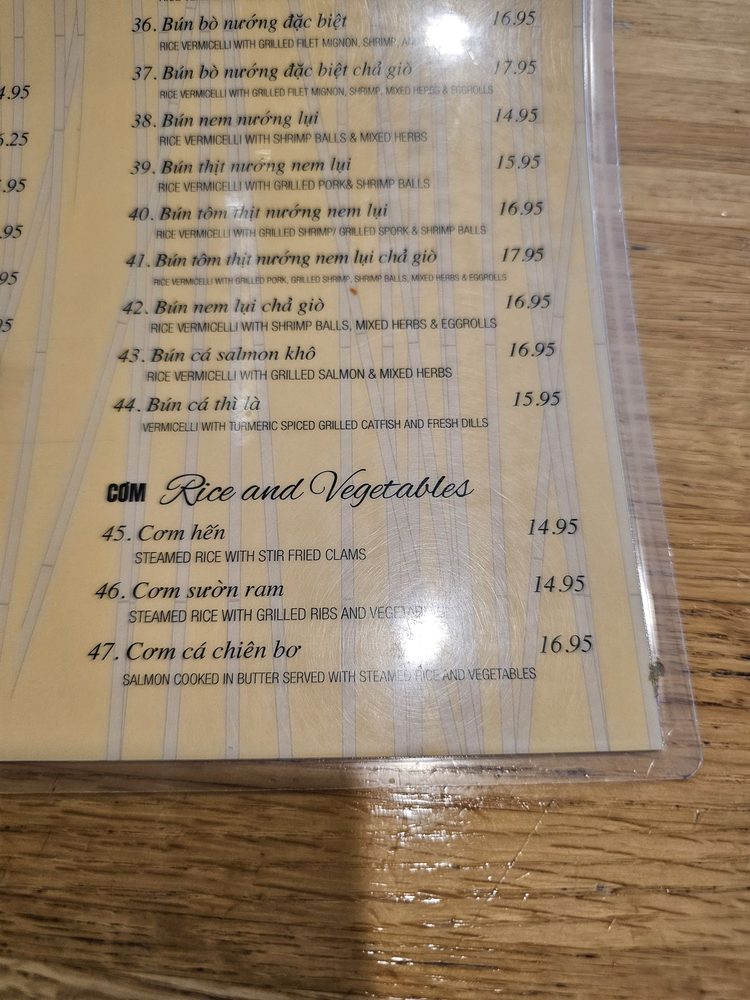 36. Bún bò nướng đặc biệt 16.95
RICE VERMICELLI WITH GRILLED FILET MIGNON, SHRIMP,
37. Bún bò nướng đặc biệt chả giò 17.95
RICE VERMICELLI WITH GRILLED FILET MIGNON, SHRIMP, MIXED HERBS & EGGROLLS
38. Bún nem nướng lụi 14.95
RICE VERMICELLI WITH SHRIMP BALLS & MIXED HERBS
39. Bún thịt nướng nem lụi 15.95
RICE VERMICELLI WITH GRILLED PORK& SHRIMP BALLS
40. Bún tôm thịt nướng nem lụi 16.95
RICE VERMICELLI WITH GRILLED SHRIMP/ GRILLED SPORK & SHRIMP BALLS
41. Bún tôm thịt nướng nem lụi chả giò 17.95
RICE VERMICELLI WITH GRILLED PORK, GRILLED SHRIMP, SHRIMP BALLS, MIXED HERBS & EGGROLLS
42. Bún nem lụi chả giò 16.95
RICE VERMICELLI WITH SHRIMP BALLS, MIXED HERBS & EGGROLLS
43. Bún cá salmon khô 16.95
RICE VERMICELLI WITH GRILLED SALMON & MIXED HERBS
44. Bún cá thì là 15.95
VERMICELLI WITH TURMERIC SPICED GRILLED CATFISH AND FRESH DILLS
CƠM Rice and Vegetables
45. Cơm hến 14.95
STEAMED RICE WITH STIR FRIED CLAMS
46. Cơm sườn ram 14.95
STEAMED RICE WITH GRILLED RIBS AND VEGETABLES
47. Cơm cá chiên bơ 16.95
SALMON COOKED IN BUTTER SERVED WITH STEAMED RICE AND VEGETABLES